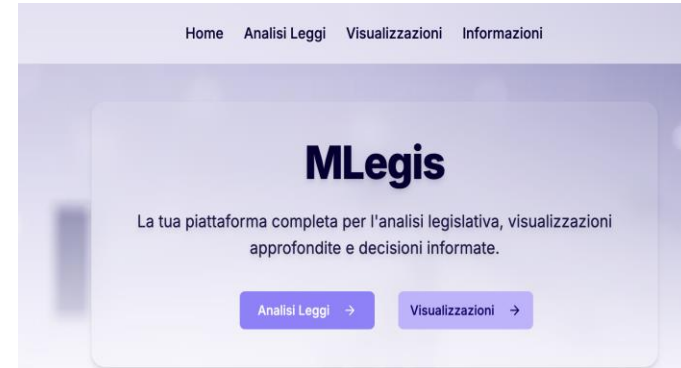 Home Analisi Leggi Visualizzazioni Informazioni
MLegis
La tua piattaforma completa per l'analisi legislativa, visualizzazioni
approfondite e decisioni informate.
Analisi Leggi → Visualizzazioni →